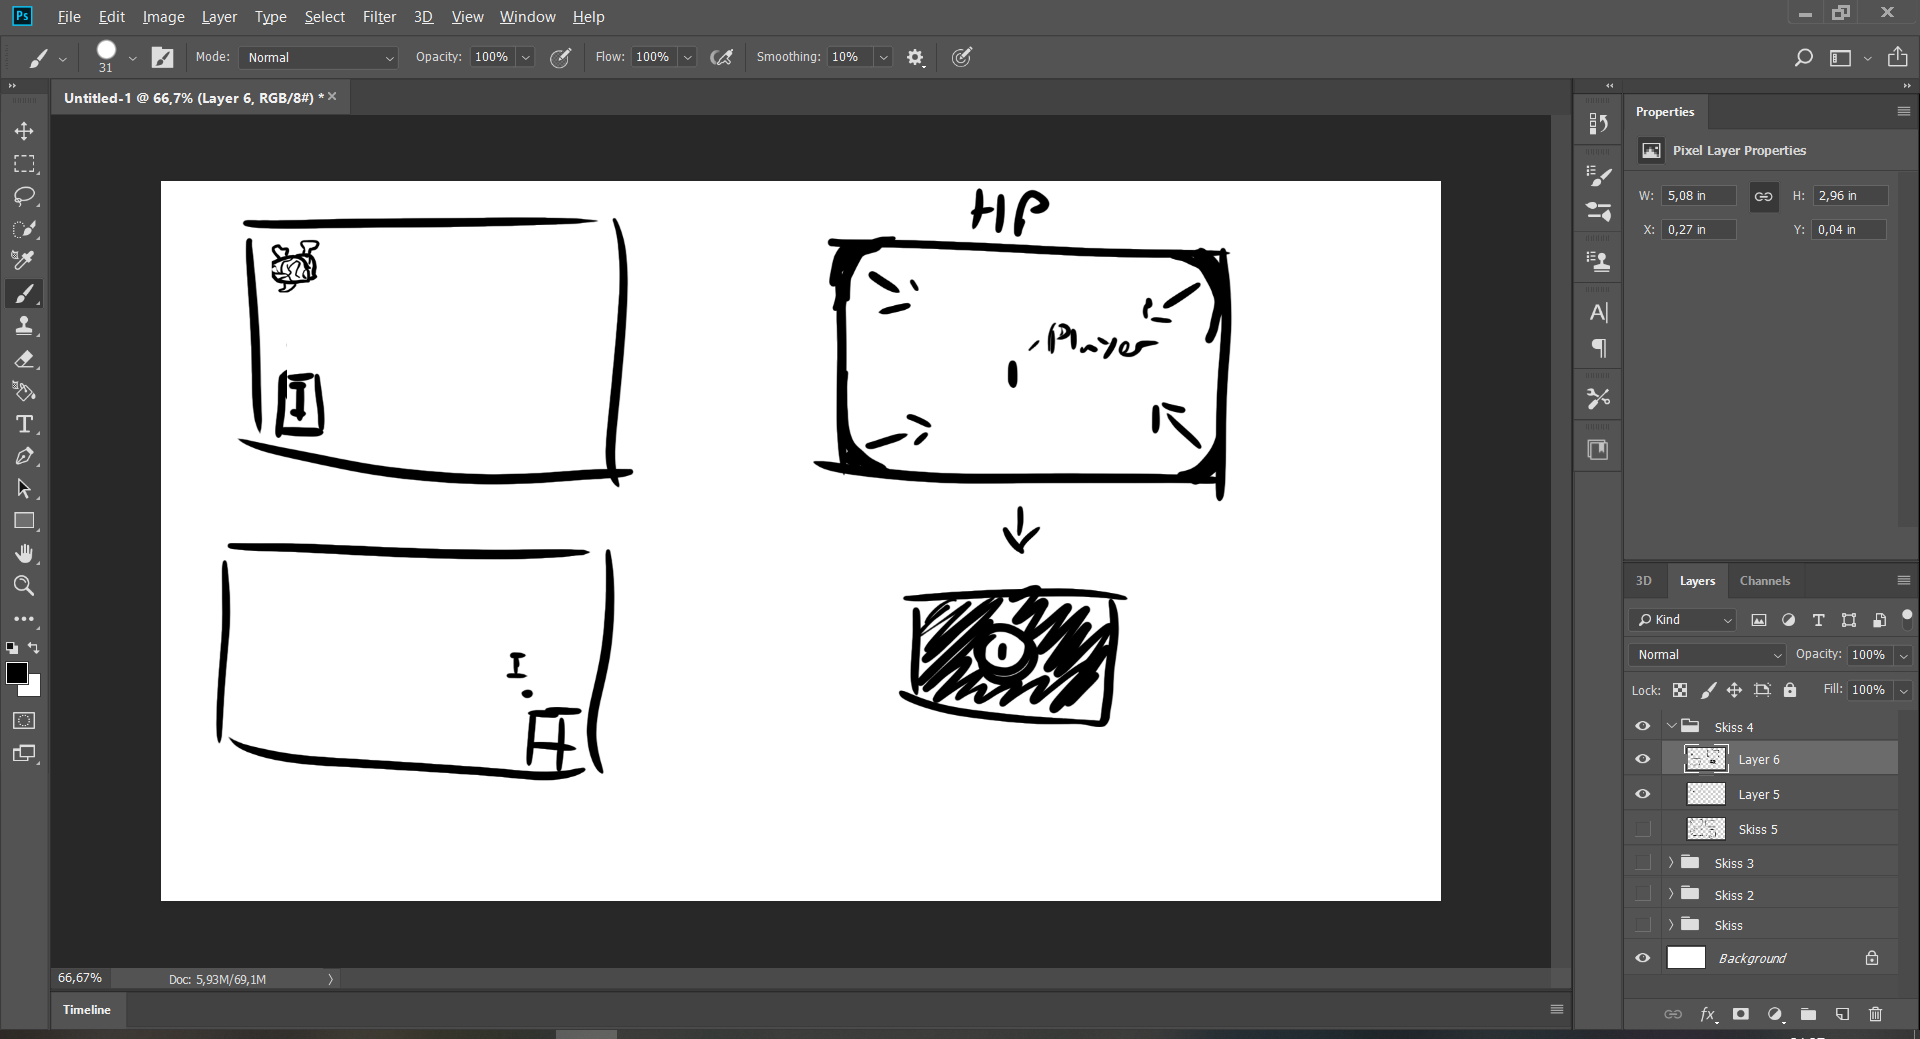 Ps File Edit Image Layer Type Select Filter 3D View Window Help
31 Mode: Normal Opacity: 100% Flow: 100% Smoothing: 10%
Untitled-1 @ 66,7% (Layer 6, RGB/8#) *
Properties
Pixel Layer Properties
W: 5,08 in H: 2,96 in
X: 0,27 in Y: 0,04 in
HP
Player
I
I
3D Layers Channels
Kind
Normal Opacity: 100%
Lock: Fill: 100%
Skiss 4
Layer 6
Layer 5
Skiss 5
Skiss 3
Skiss 2
Skiss
Background
fx
66,67% Doc: 5,93M/69,1M
Timeline